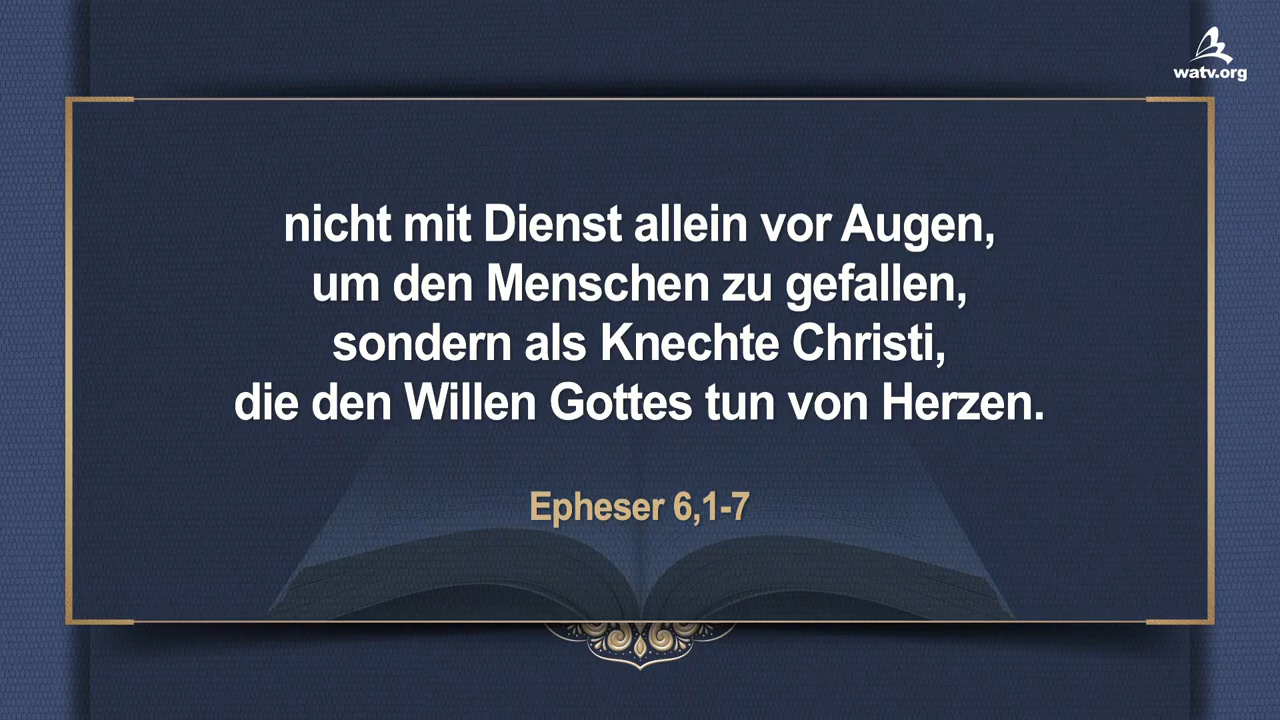 watv.org
nicht mit Dienst allein vor Augen,
um den Menschen zu gefallen,
sondern als Knechte Christi,
die den Willen Gottes tun von Herzen.
Epheser 6,1-7